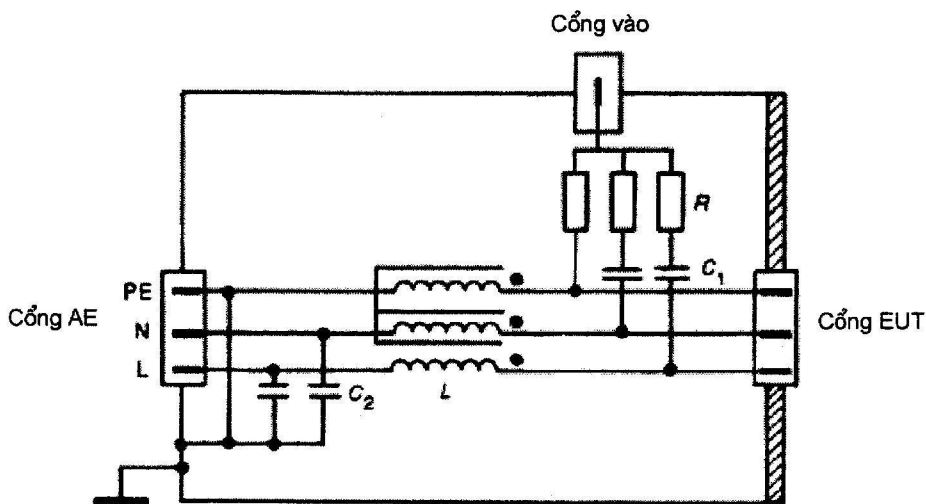 Cổng vào
R
C1
PE
N
L
Cổng AE
Cổng EUT
C2
L